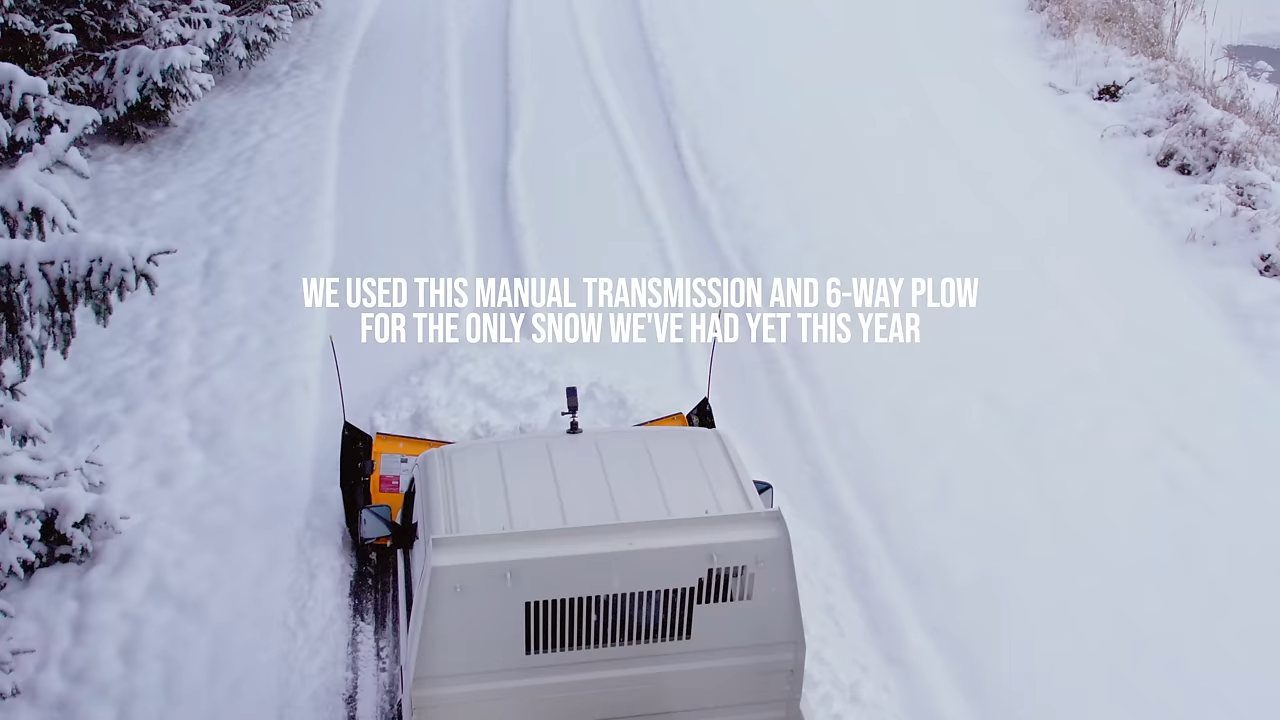 WE USED THIS MANUAL TRANSMISSION AND 6-WAY PLOW
FOR THE ONLY SNOW WE'VE HAD YET THIS YEAR